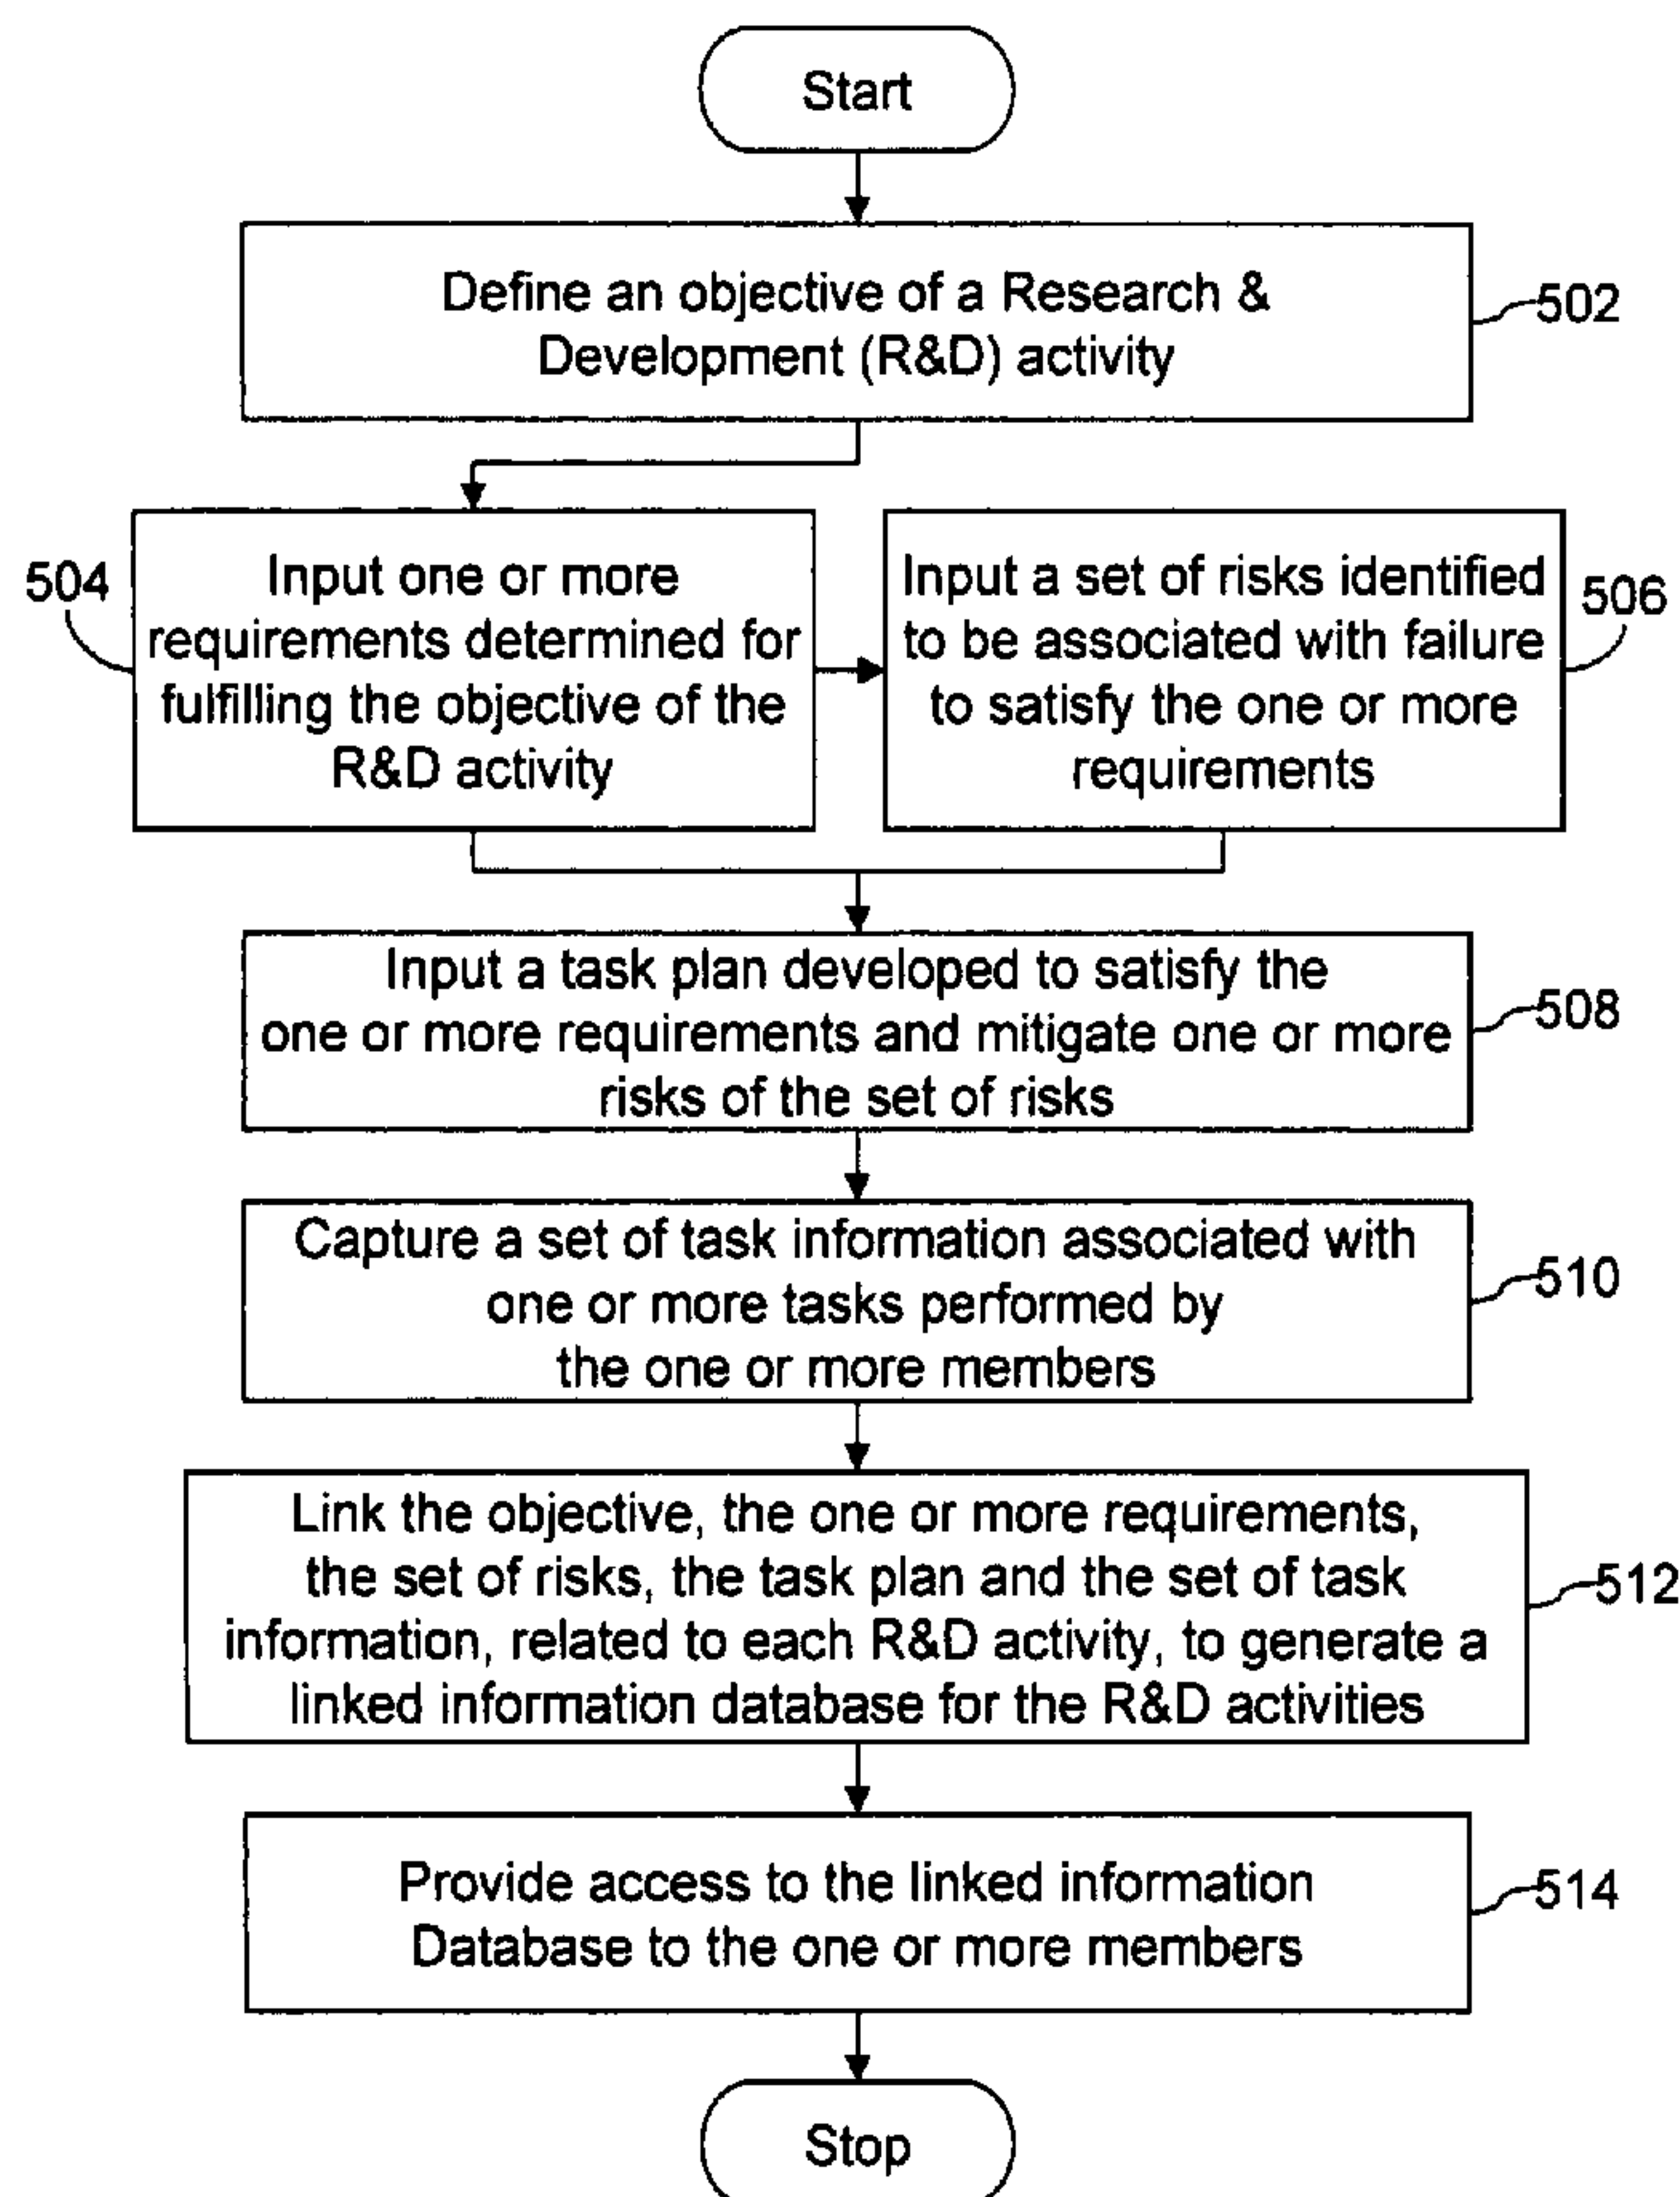 Start
Define an objective of a Research &
Development (R&D) activity
502
504
Input one or more
requirements determined for
fulfilling the objective of the
R&D activity
Input a set of risks identified
to be associated with failure
to satisfy the one or more
requirements
506
Input a task plan developed to satisfy the
one or more requirements and mitigate one or more
risks of the set of risks
508
Capture a set of task information associated with
one or more tasks performed by
the one or more members
510
Link the objective, the one or more requirements,
the set of risks, the task plan and the set of task
information, related to each R&D activity, to generate a
linked information database for the R&D activities
512
Provide access to the linked information
Database to the one or more members
514
Stop